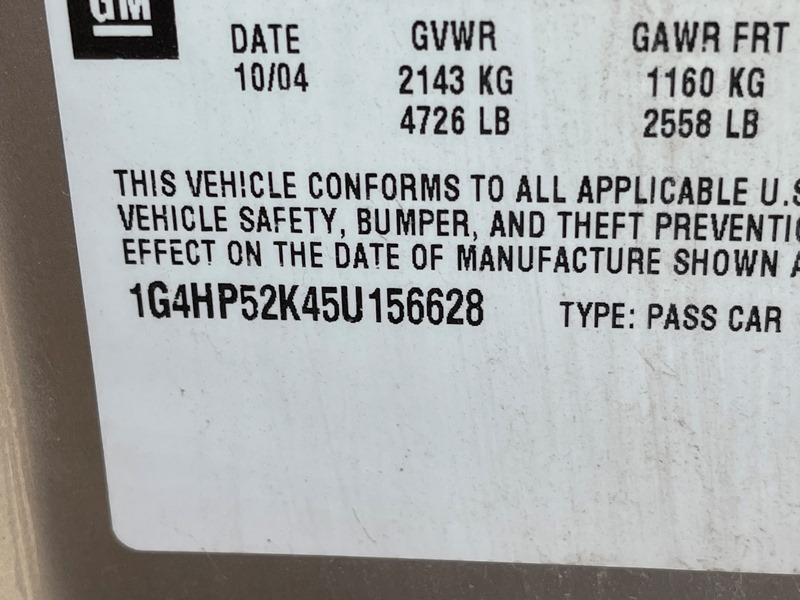 GM
DATE GVWR GAWR FRT
10/04 2143 KG 1160 KG
4726 LB 2558 LB
THIS VEHICLE CONFORMS TO ALL APPLICABLE U.S
VEHICLE SAFETY, BUMPER, AND THEFT
EFFECT ON THE DATE OF MANUFACTURE SHOWN
1G4HP52K45U156628 TYPE: PASS CAR